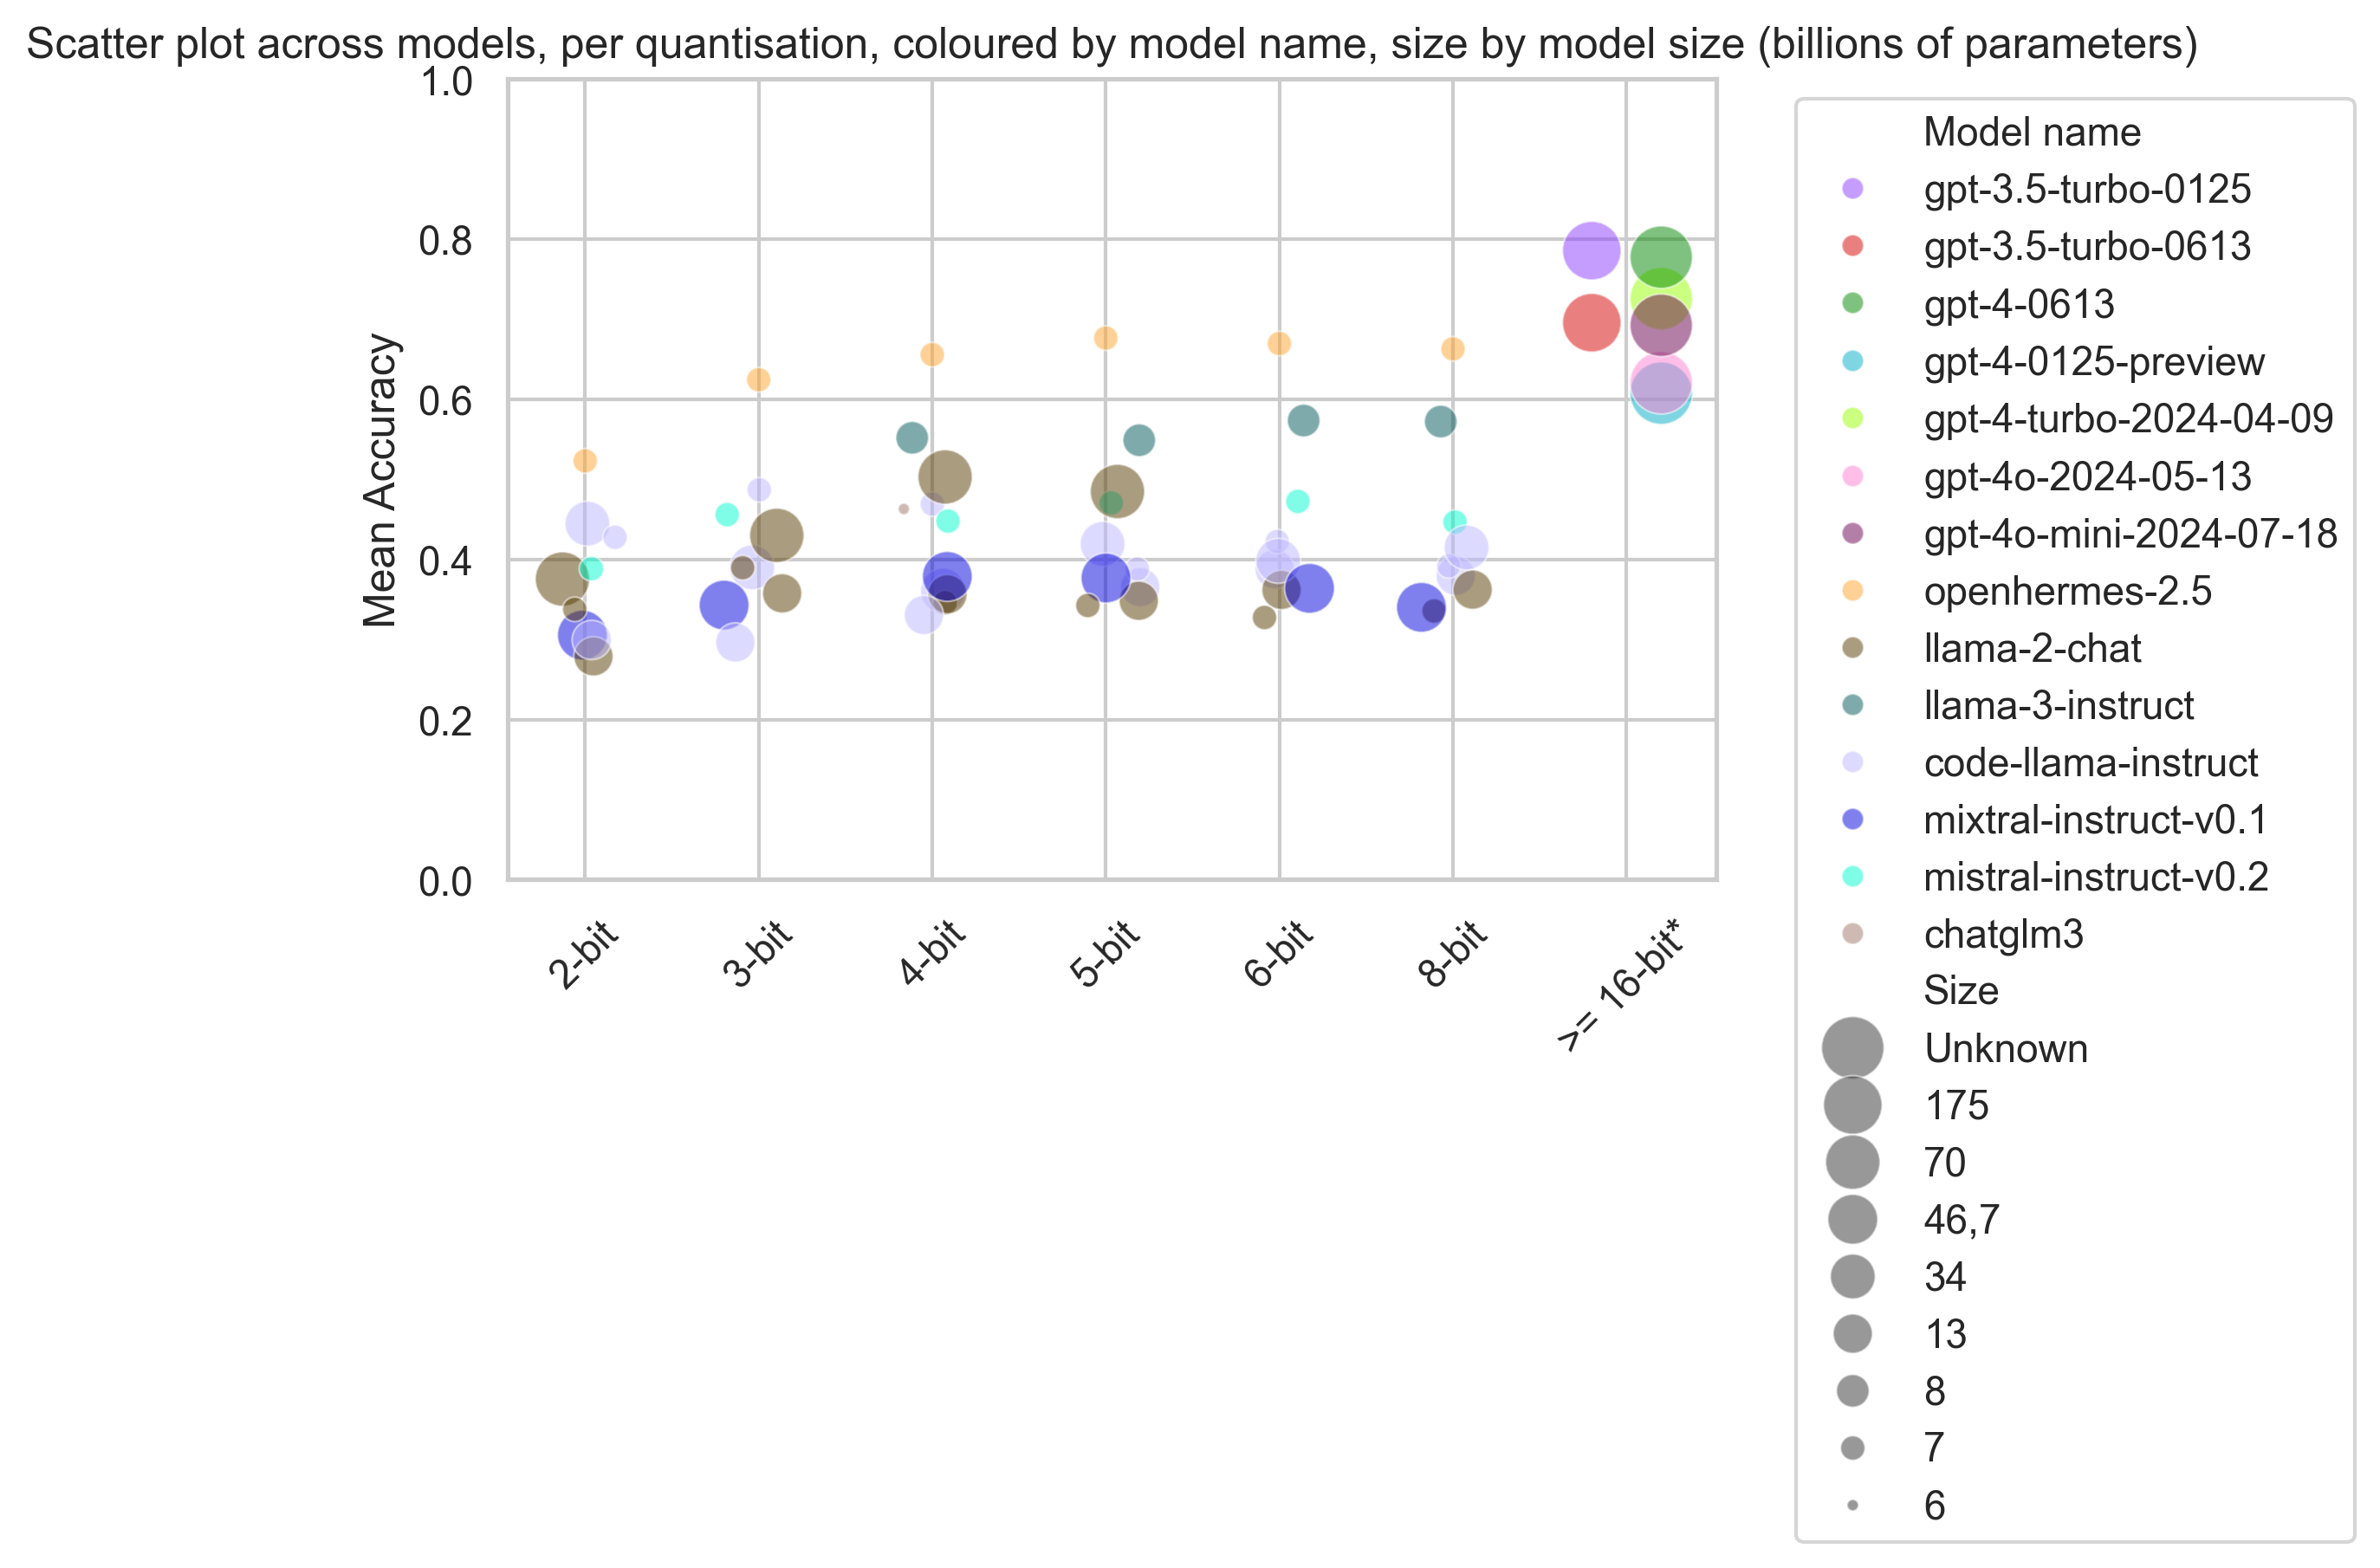 Scatter plot across models, per quantisation, coloured by model name, size by model size (billions of parameters)
1.0
0.8
0.6
0.4
0.2
0.0
Mean Accuracy
2-bit
3-bit
4-bit
5-bit
6-bit
8-bit
>= 16-bit*
Model name
gpt-3.5-turbo-0125
gpt-3.5-turbo-0613
gpt-4-0613
gpt-4-0125-preview
gpt-4-turbo-2024-04-09
gpt-4o-2024-05-13
gpt-4o-mini-2024-07-18
openhermes-2.5
llama-2-chat
llama-3-instruct
code-llama-instruct
mixtral-instruct-v0.1
mistral-instruct-v0.2
chatglm3
Size
Unknown
175
70
46,7
34
13
8
7
6